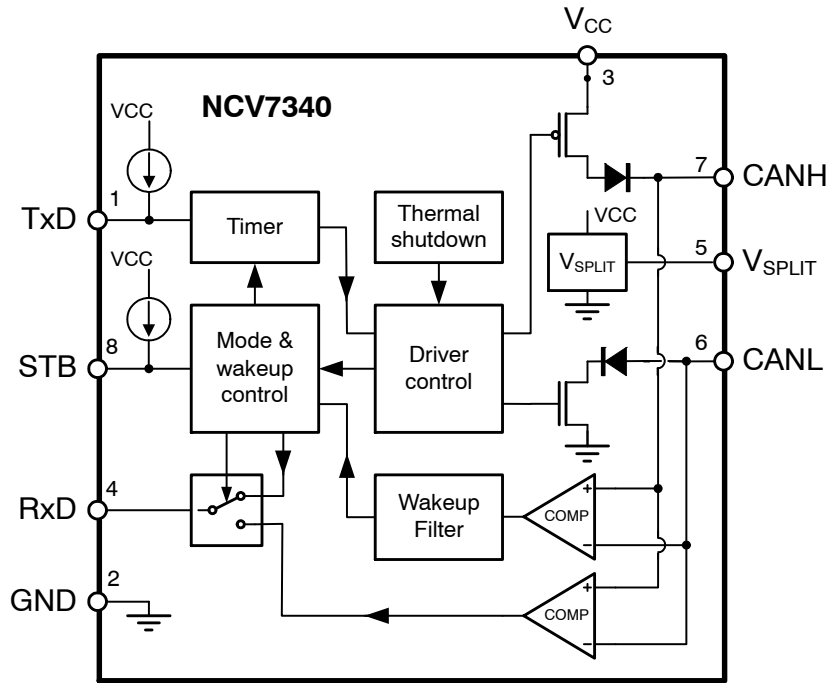 VCC
3
NCV7340
VCC
1
TxD
Timer
Thermal
shutdown
7
CANH
VCC
VSPLIT
5
VSPLIT
VCC
8
STB
Mode &
wakeup
control
Driver
control
6
CANL
4
RxD
Wakeup
Filter
+
COMP
−
2
GND
+
COMP
−